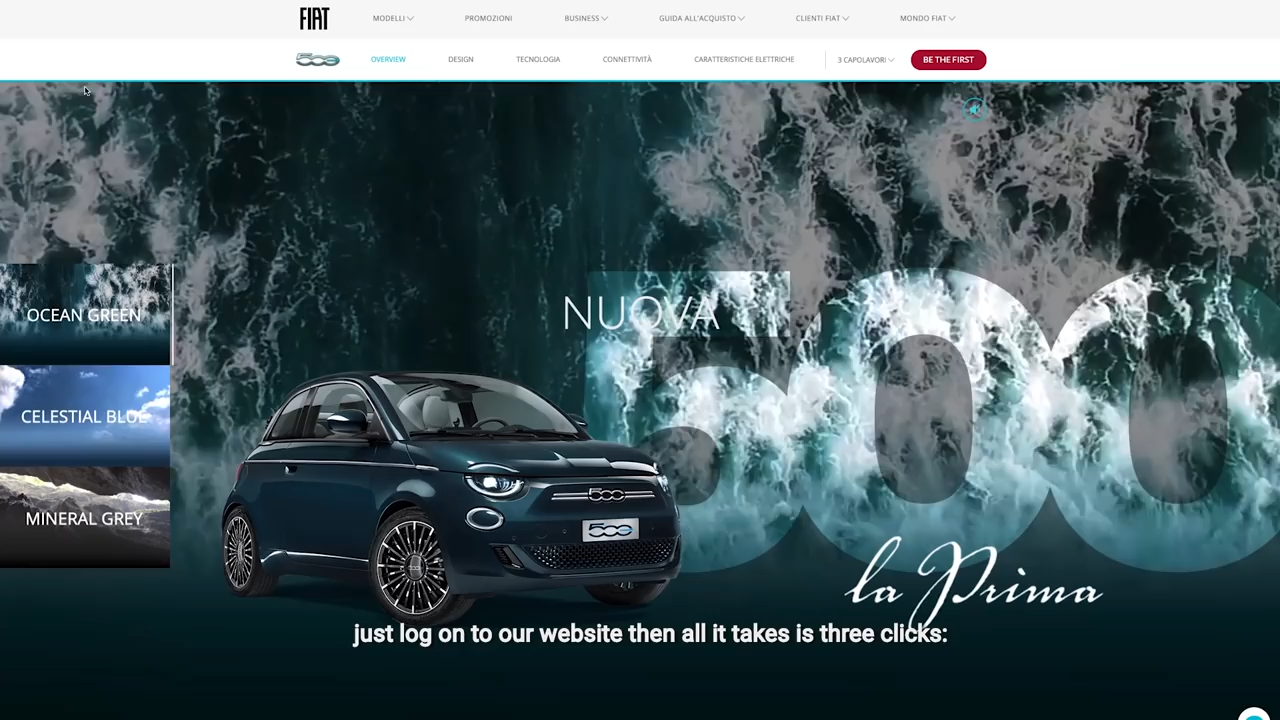 FIAT
MODELLI
PROMOZIONI
BUSINESS
GUIDA ALL'ACQUISTO
CLIENTI FIAT
MONDO FIAT
500
OVERVIEW
DESIGN
TECNOLOGIA
CONNETTIVITÀ
CARATTERISTICHE ELETTRICHE
3 CAPOLAVORI
BE THE FIRST
OCEAN GREEN
CELESTIAL BLUE
MINERAL GREY
NUOVA
500
500
500
la Prima
just log on to our website then all it takes is three clicks: